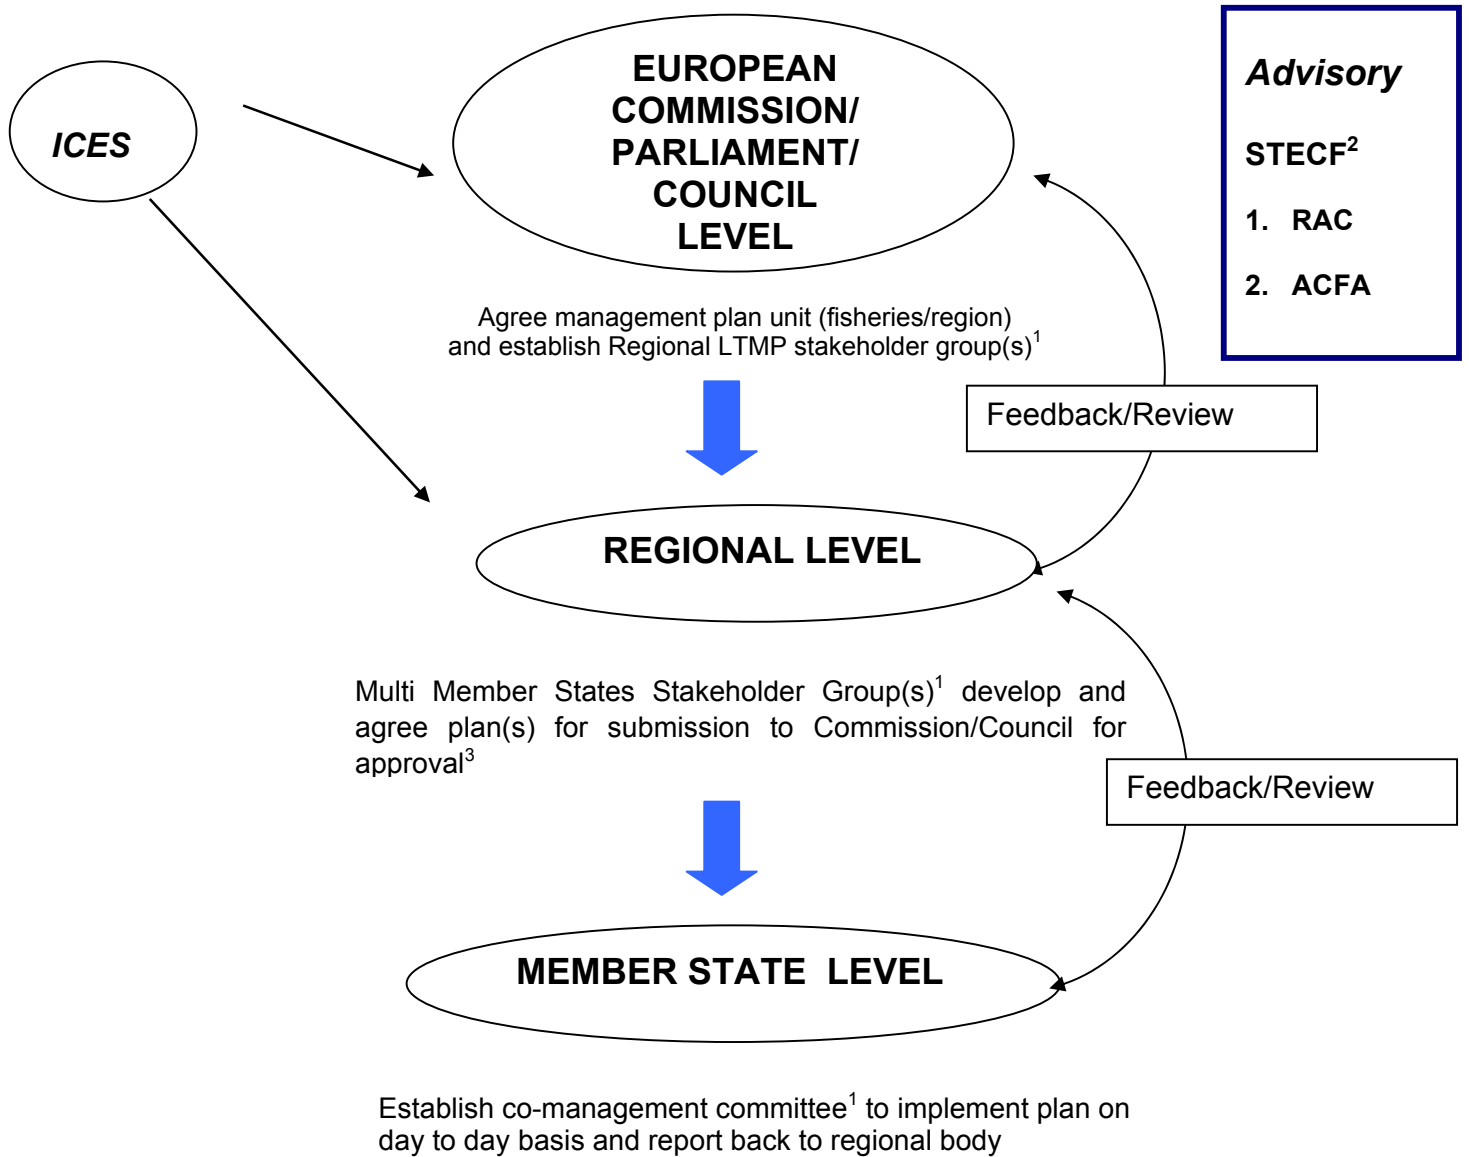 EUROPEAN
COMMISSION/
PARLIAMENT/
COUNCIL
LEVEL
ICES
Advisory
STECF²
1. RAC
2. ACFA
Agree management plan unit (fisheries/region)
and establish Regional LTMP stakeholder group(s)¹
Feedback/Review
REGIONAL LEVEL
Multi Member States Stakeholder Group(s)¹ develop and
agree plan(s) for submission to Commission/Council for
approval³
Feedback/Review
MEMBER STATE LEVEL
Establish co-management committee¹ to implement plan on
day to day basis and report back to regional body